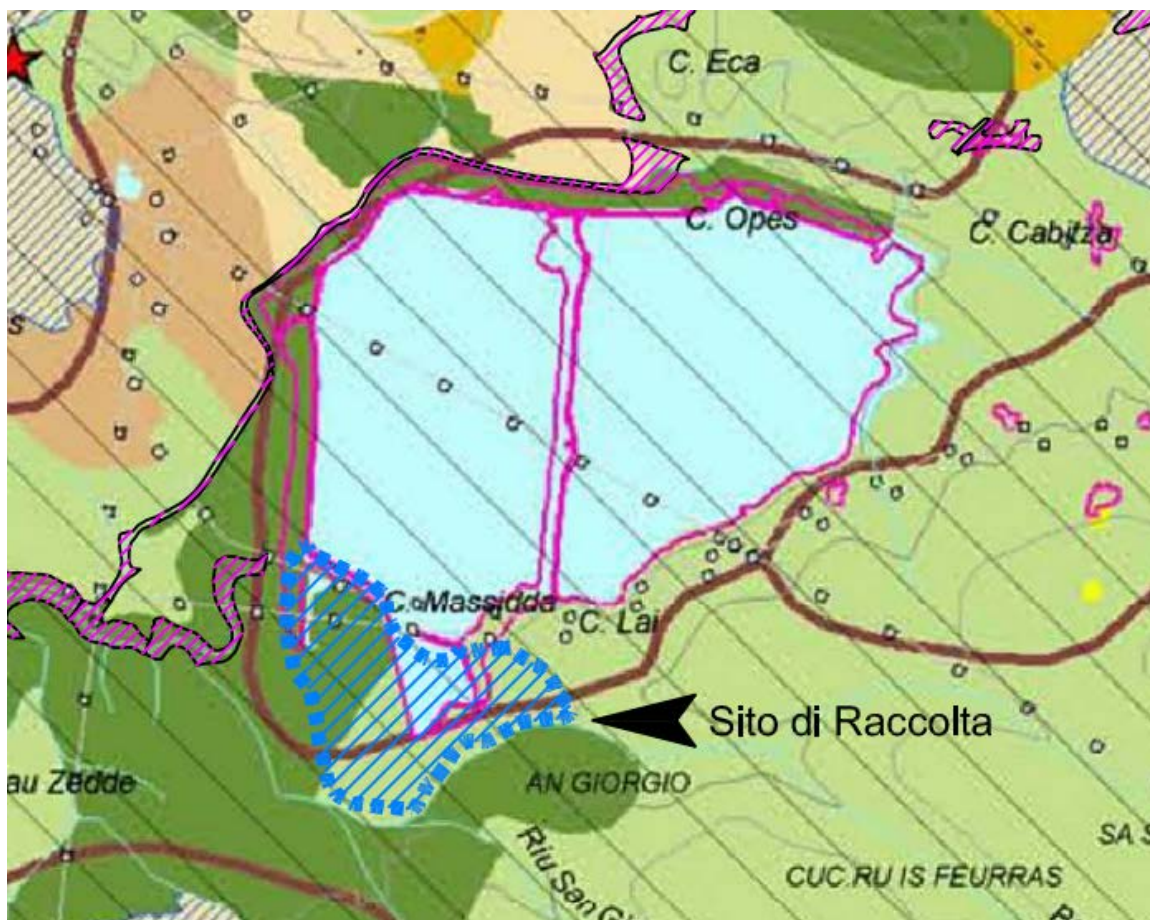 C. Eca
C. Opes
C. Cabitza
S
C. Massidda
C. Lai
Sito di Raccolta
au Zedde
AN GIORGIO
SA S
Riu San Gi
CUC.RU IS FEURRAS